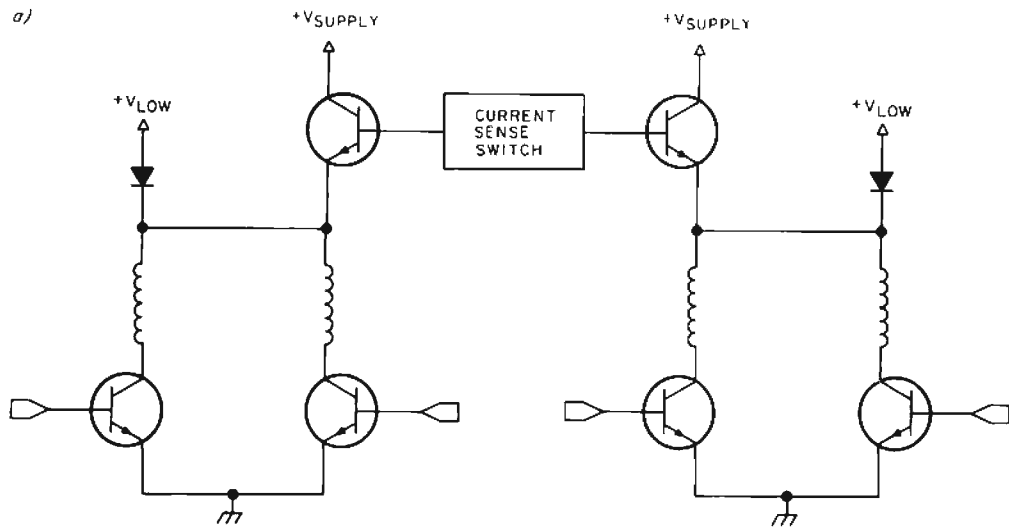 a)
+VSUPPLY
+VSUPPLY
+VLOW
+VLOW
CURRENT
SENSE
SWITCH